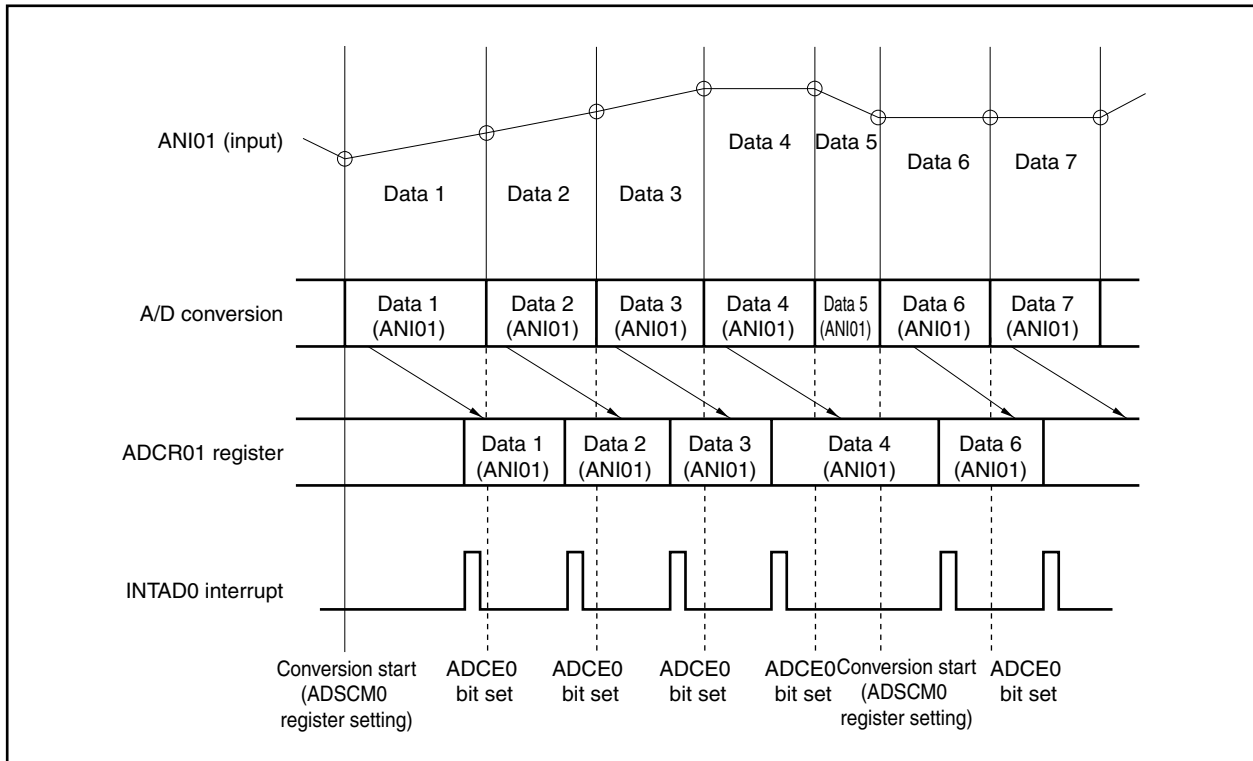 ANI01 (input)
Data 1
Data 2
Data 3
Data 4
Data 5
Data 6
Data 7
A/D conversion
Data 1
(ANI01)
Data 2
(ANI01)
Data 3
(ANI01)
Data 4
(ANI01)
Data 5
(ANI01)
Data 6
(ANI01)
Data 7
(ANI01)
ADCR01 register
Data 1
(ANI01)
Data 2
(ANI01)
Data 3
(ANI01)
Data 4
(ANI01)
Data 6
(ANI01)
INTAD0 interrupt
Conversion start
(ADSCM0
register setting)
ADCE0
bit set
ADCE0
bit set
ADCE0
bit set
ADCE0
bit set
Conversion start
(ADSCM0
register setting)
ADCE0
bit set